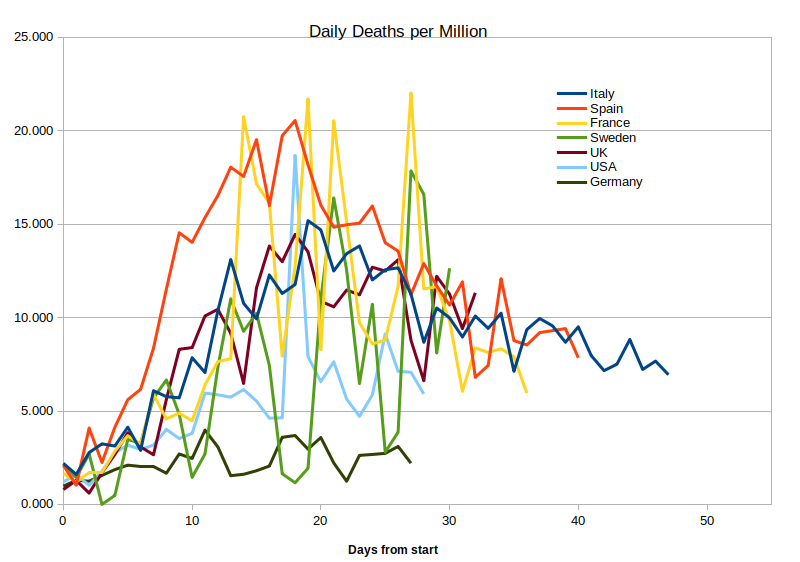 Daily Deaths per Million
25.000
20.000
15.000
10.000
5.000
0.000
Italy
Spain
France
Sweden
UK
USA
Germany
0 10 20 30 40 50
Days from start